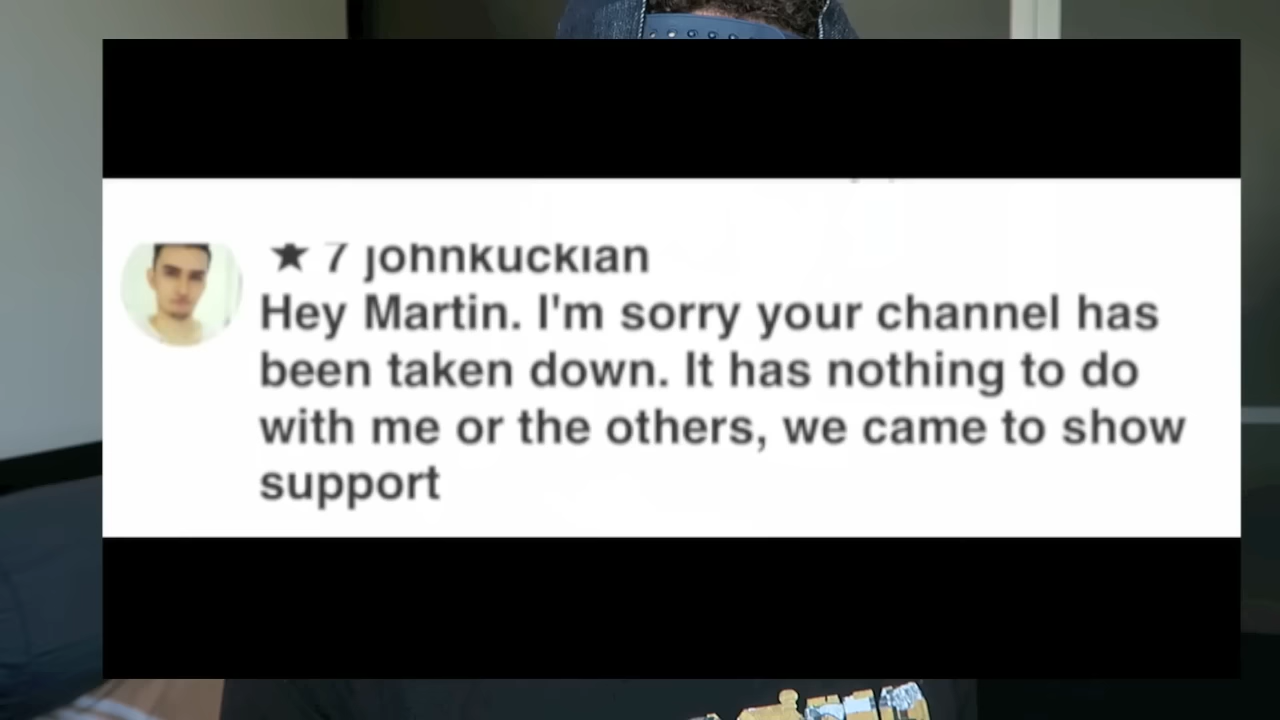 ★ 7 johnkuckian
Hey Martin. I'm sorry your channel has
been taken down. It has nothing to do
with me or the others, we came to show
support